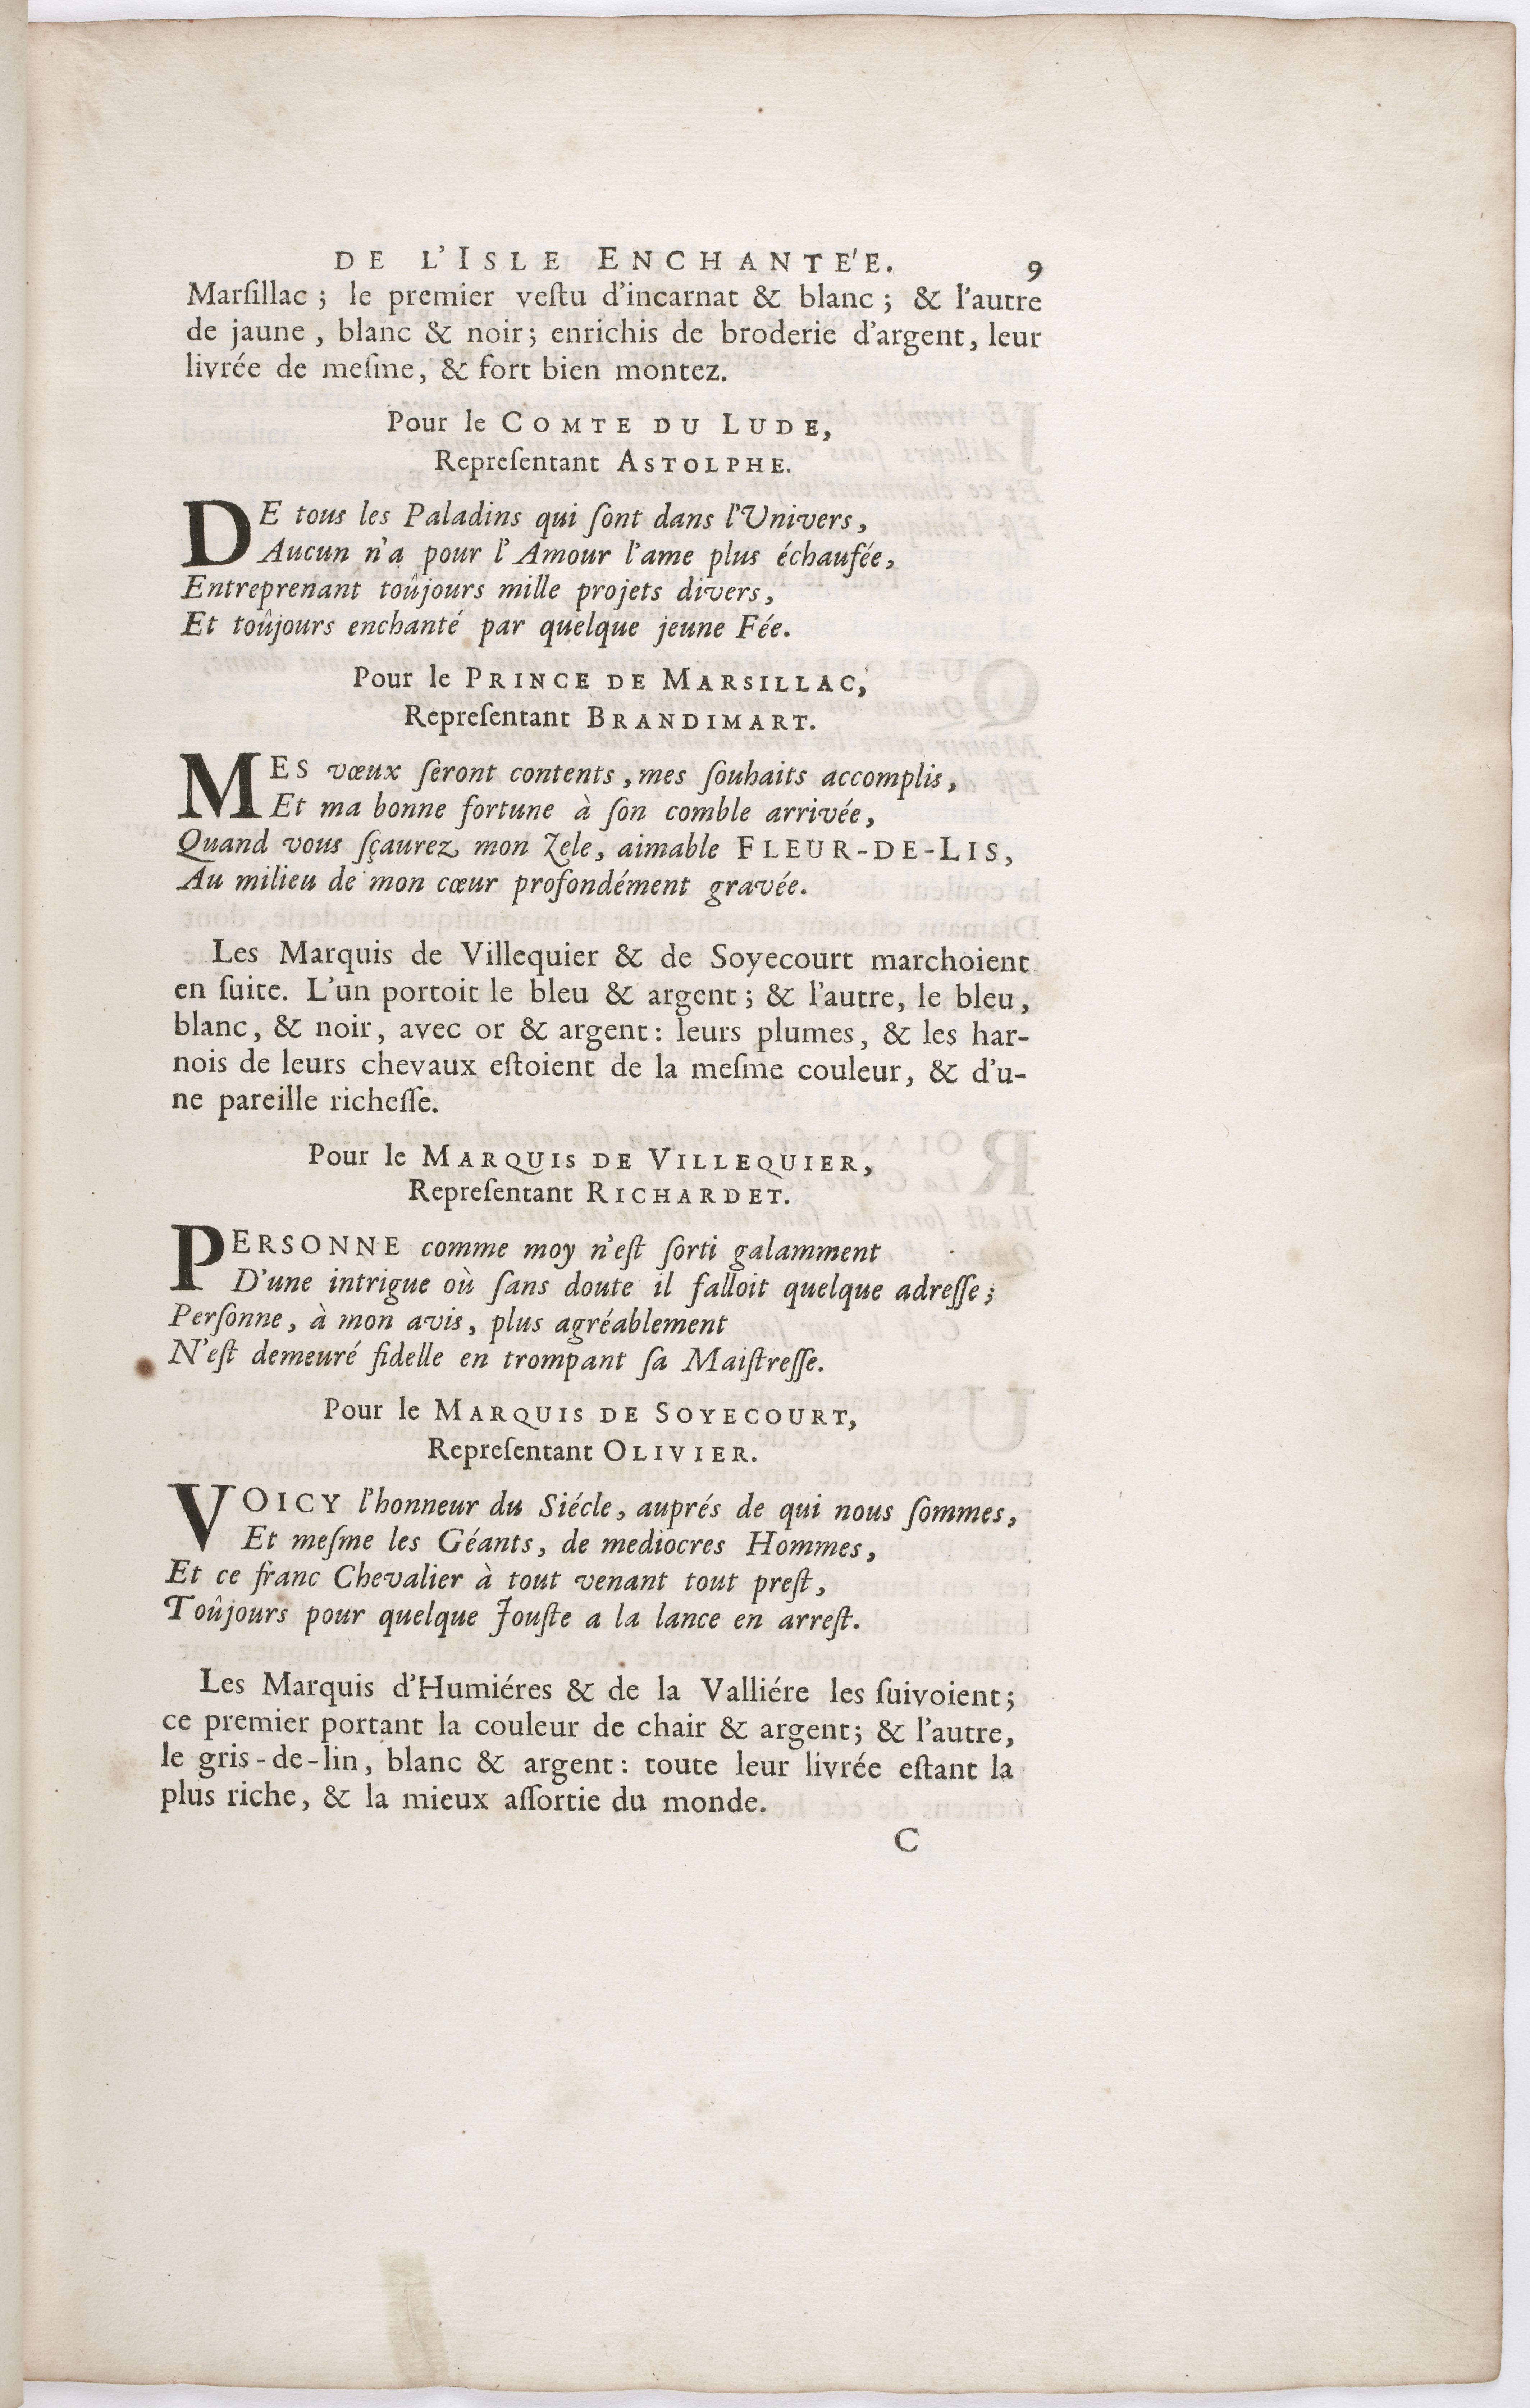 DE L'ISLE ENCHANTE'E. 9
Marſillac ; le premier veſtu d'incarnat & blanc ; & l'autre
de jaune , blanc & noir ; enrichis de broderie d'argent, leur
livrée de meſme, & fort bien montez.
Pour le COMTE DU LUDE,
Repreſentant ASTOLPHE.
DE tous les Paladins qui ſont dans l'Univers,
Aucun n'a pour l'Amour l'ame plus échaufée,
Entreprenant toûjours mille projets divers,
Et toûjours enchanté par quelque jeune Fée.
Pour le PRINCE DE MARSILLAC,
Repreſentant BRANDIMART.
MES vœux ſeront contents, mes ſouhaits accomplis,
Et ma bonne fortune à ſon comble arrivée,
Quand vous ſçaurez mon Zele, aimable FLEUR-DE-LIS,
Au milieu de mon cœur profondément gravée.
Les Marquis de Villequier & de Soyecourt marchoient
en ſuite. L'un portoit le bleu & argent ; & l'autre, le bleu,
blanc, & noir, avec or & argent : leurs plumes, & les har-
nois de leurs chevaux eſtoient de la meſme couleur, & d'u-
ne pareille richeſſe.
Pour le MARQUIS DE VILLEQUIER,
Repreſentant RICHARDET.
PERSONNE comme moy n'eſt ſorti galamment
D'une intrigue où ſans doute il falloit quelque adreſſe ;
Perſonne, à mon avis, plus agréablement
N'eſt demeuré fidelle en trompant ſa Maiſtreſſe.
Pour le MARQUIS DE SOYECOURT,
Repreſentant OLIVIER.
VOICY l'honneur du Siécle, auprés de qui nous ſommes,
Et meſme les Géants, de mediocres Hommes,
Et ce franc Chevalier à tout venant tout preſt,
Toûjours pour quelque Jouſte a la lance en arreſt.
Les Marquis d'Humiéres & de la Valliére les ſuivoient ;
ce premier portant la couleur de chair & argent ; & l'autre,
le gris-de-lin, blanc & argent : toute leur livrée eſtant la
plus riche, & la mieux aſſortie du monde.
C